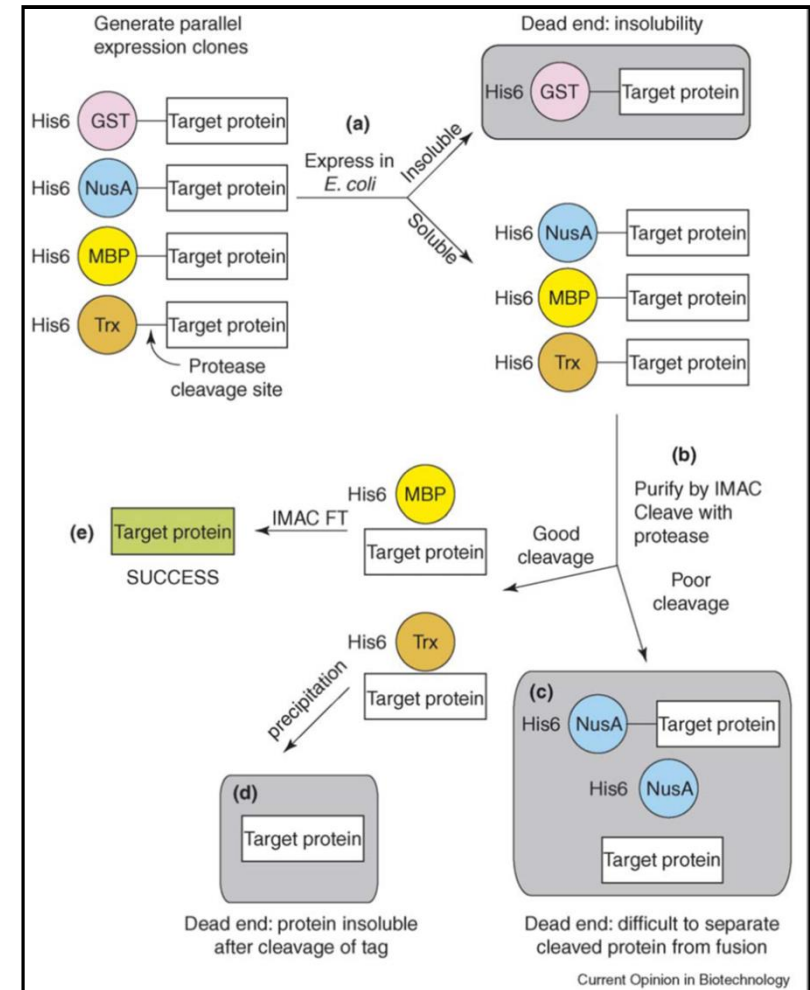 Generate parallel
expression clones
Dead end: insolubility
His6 GST Target protein
His6 NusA Target protein
His6 MBP Target protein
His6 Trx Target protein
Protease
cleavage site
(a)
Express in
E. coli
Insoluble
Soluble
His6 GST Target protein
His6 NusA Target protein
His6 MBP Target protein
His6 Trx Target protein
(b)
Purify by IMAC
Cleave with
protease
Good
cleavage
Poor
cleavage
His6 MBP
Target protein
IMAC FT
(e) Target protein
SUCCESS
His6 Trx
Target protein
precipitation
(c)
His6 NusA Target protein
His6 NusA
Target protein
(d)
Target protein
Dead end: protein insoluble
after cleavage of tag
Dead end: difficult to separate
cleaved protein from fusion
Current Opinion in Biotechnology